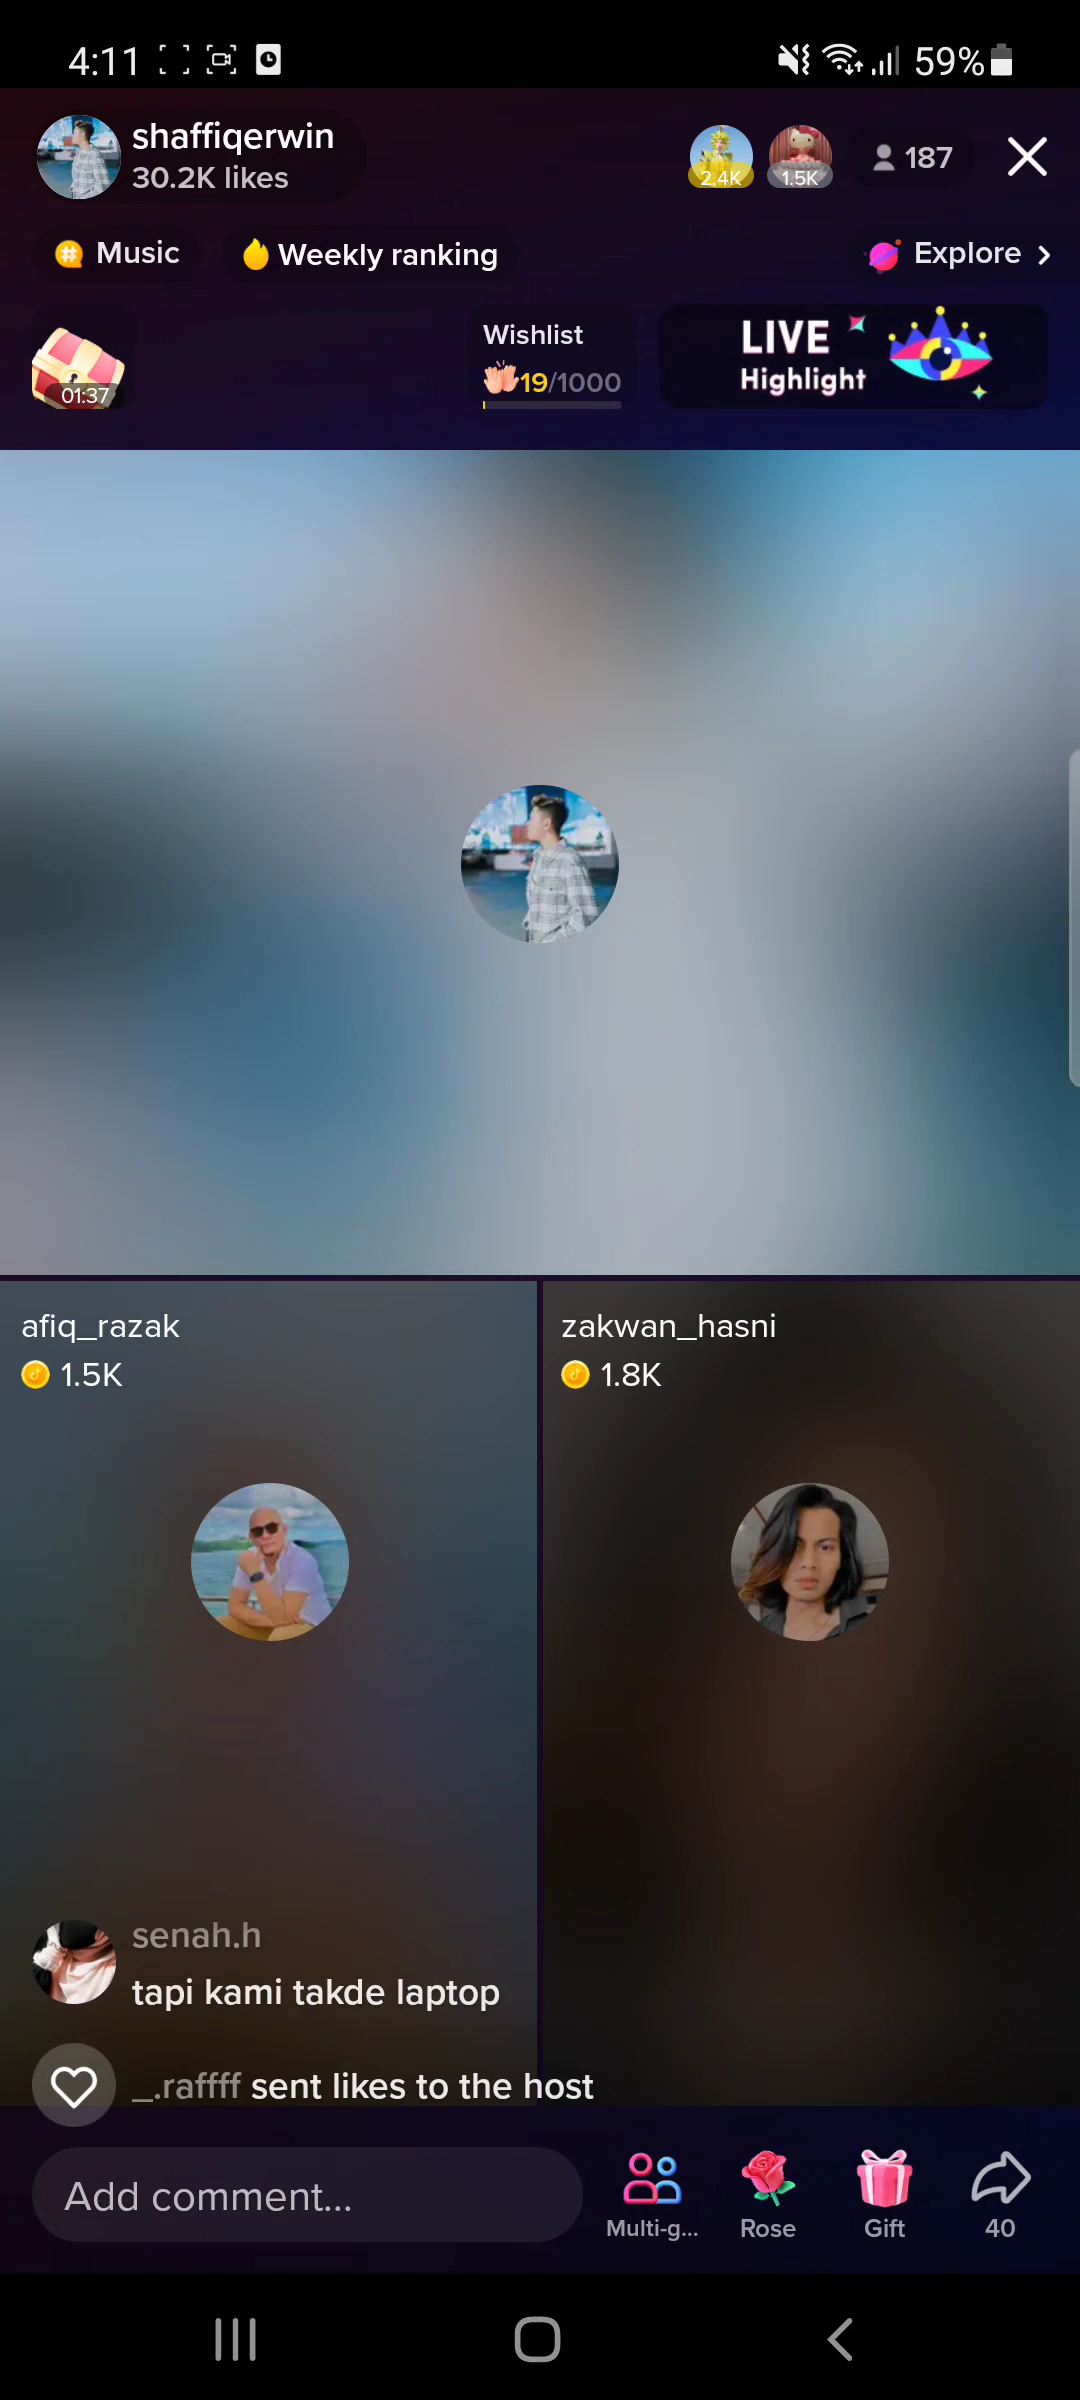 4:11
59%
shaffiqerwin
30.2K likes
2.4K
1.5K
187
Music
Weekly ranking
Explore
01:37
Wishlist
19/1000
LIVE
Highlight
afiq_razak
1.5K
zakwan_hasni
1.8K
senah.h
tapi kami takde laptop
_.raffff sent likes to the host
Add comment...
Multi-g...
Rose
Gift
40